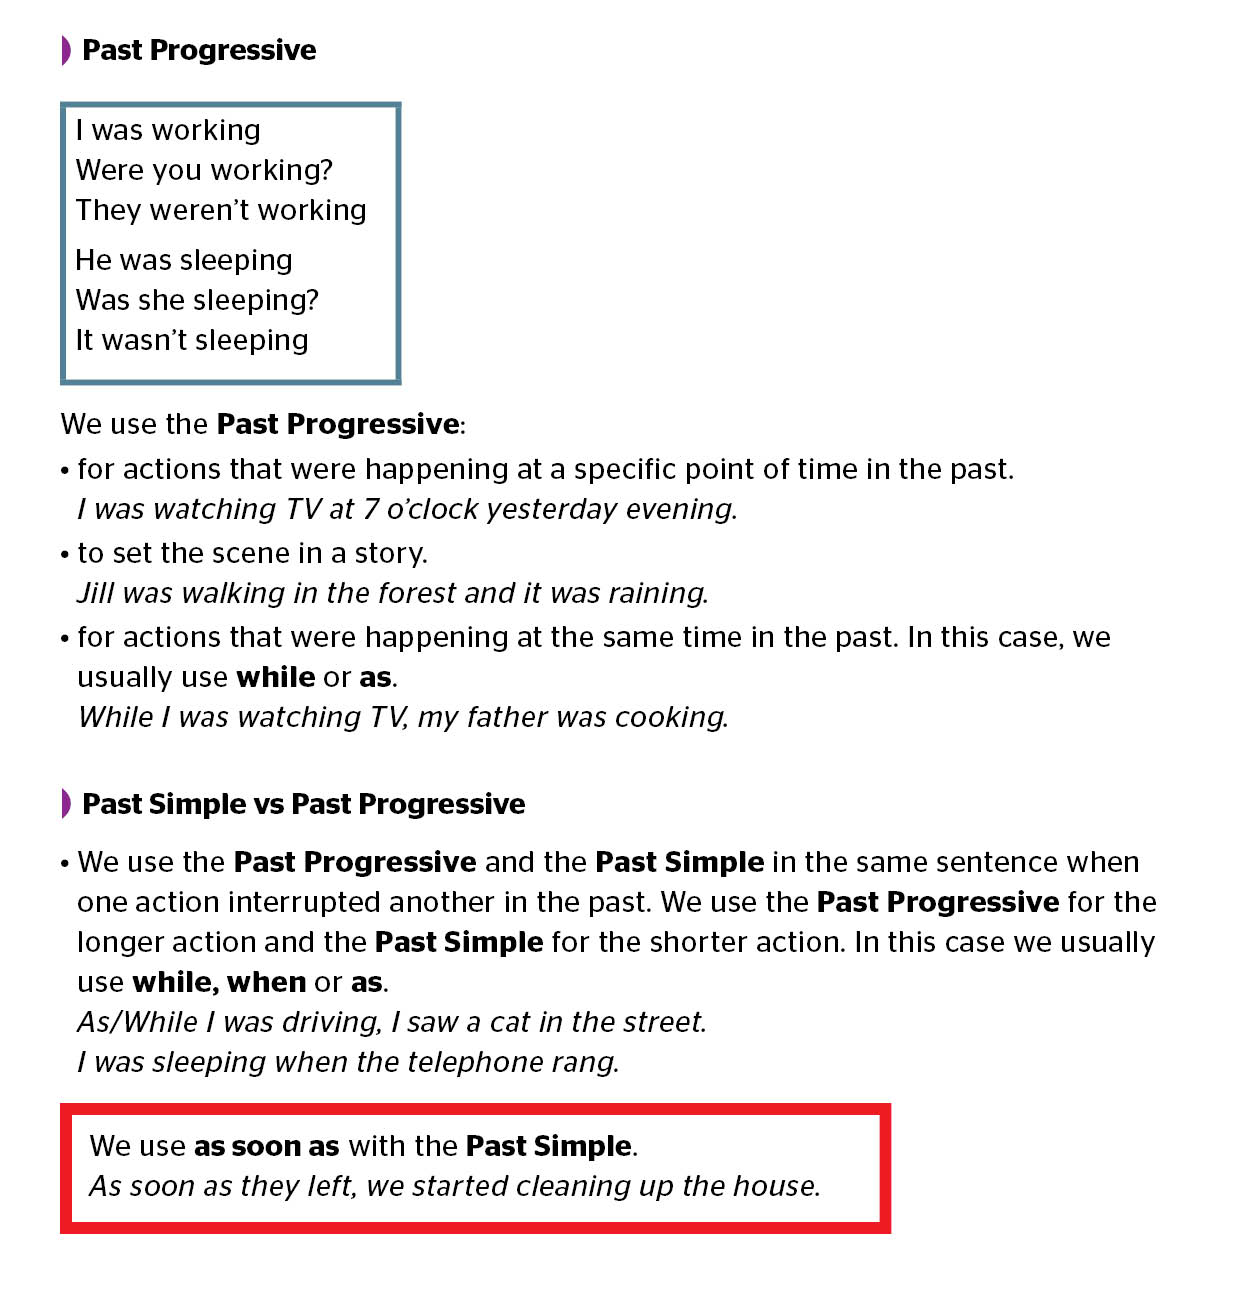 Past Progressive
I was working
Were you working?
They weren’t working
He was sleeping
Was she sleeping?
It wasn’t sleeping
We use the Past Progressive:
• for actions that were happening at a specific point of time in the past.
I was watching TV at 7 o’clock yesterday evening.
• to set the scene in a story.
Jill was walking in the forest and it was raining.
• for actions that were happening at the same time in the past. In this case, we
usually use while or as.
While I was watching TV, my father was cooking.
Past Simple vs Past Progressive
• We use the Past Progressive and the Past Simple in the same sentence when
one action interrupted another in the past. We use the Past Progressive for the
longer action and the Past Simple for the shorter action. In this case we usually
use while, when or as.
As/While I was driving, I saw a cat in the street.
I was sleeping when the telephone rang.
We use as soon as with the Past Simple.
As soon as they left, we started cleaning up the house.